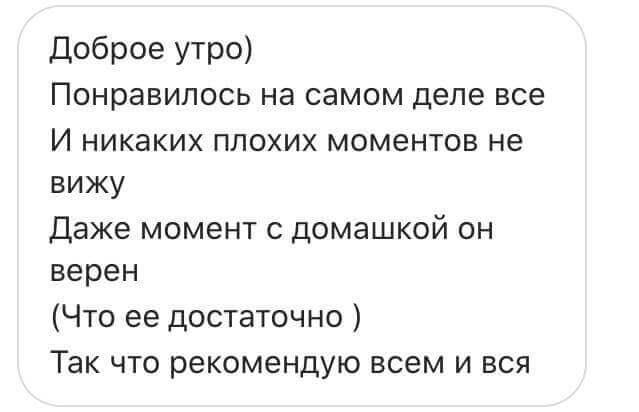 Доброе утро)
Понравилось на самом деле все
И никаких плохих моментов не
вижу
Даже момент с домашкой он
верен
(Что ее достаточно )
Так что рекомендую всем и вся